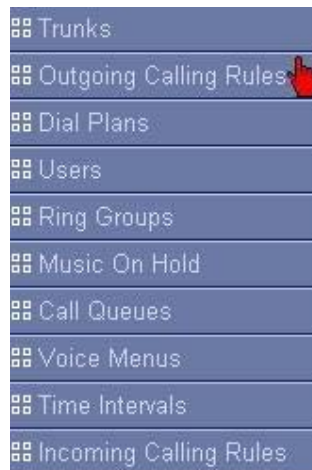 Trunks
Outgoing Calling Rules
Dial Plans
Users
Ring Groups
Music On Hold
Call Queues
Voice Menus
Time Intervals
Incoming Calling Rules